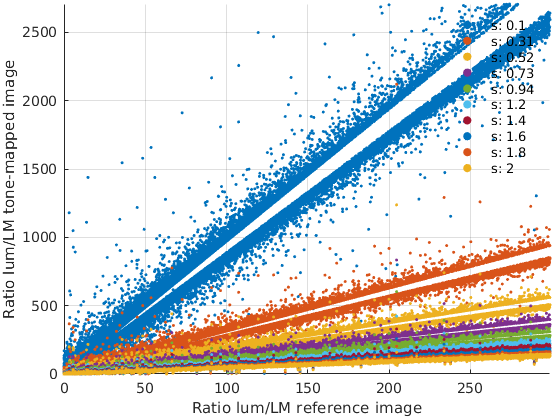 2500
2000
1500
1000
500
0
0
50
100
150
200
250
Ratio lum/LM tone-mapped image
Ratio lum/LM reference image
s: 0.1
s: 0.31
s: 0.52
s: 0.73
s: 0.94
s: 1.2
s: 1.4
s: 1.6
s: 1.8
s: 2